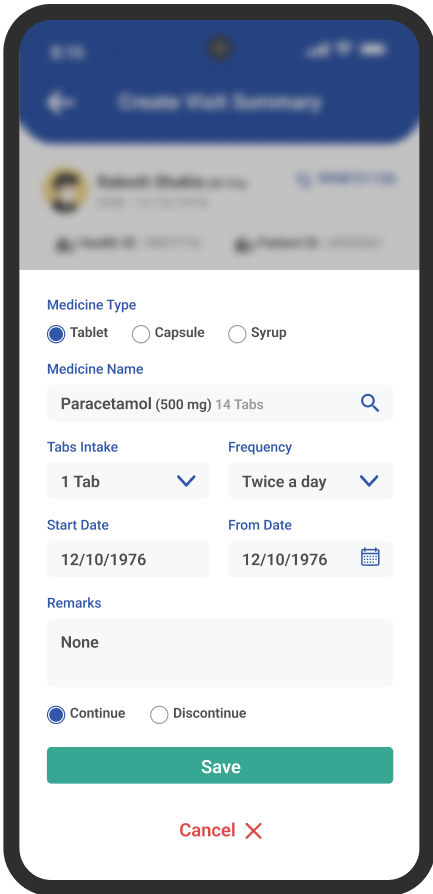 Create Visit Summary
Medicine Type
Tablet Capsule Syrup
Medicine Name
Paracetamol (500 mg) 14 Tabs
Tabs Intake Frequency
1 Tab Twice a day
Start Date From Date
12/10/1976 12/10/1976
Remarks
None
Continue Discontinue
Save
Cancel